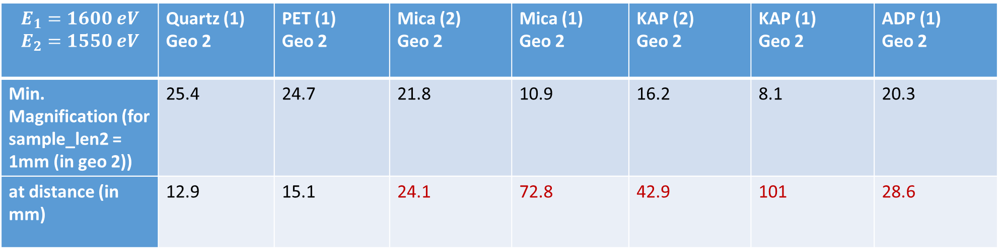 E₁ = 1600 eV
E₂ = 1550 eV
Quartz (1)
Geo 2
PET (1)
Geo 2
Mica (2)
Geo 2
Mica (1)
Geo 2
KAP (2)
Geo 2
KAP (1)
Geo 2
ADP (1)
Geo 2
Min.
Magnification (for
sample_len2 =
1mm (in geo 2))
25.4
24.7
21.8
10.9
16.2
8.1
20.3
at distance (in
mm)
12.9
15.1
24.1
72.8
42.9
101
28.6